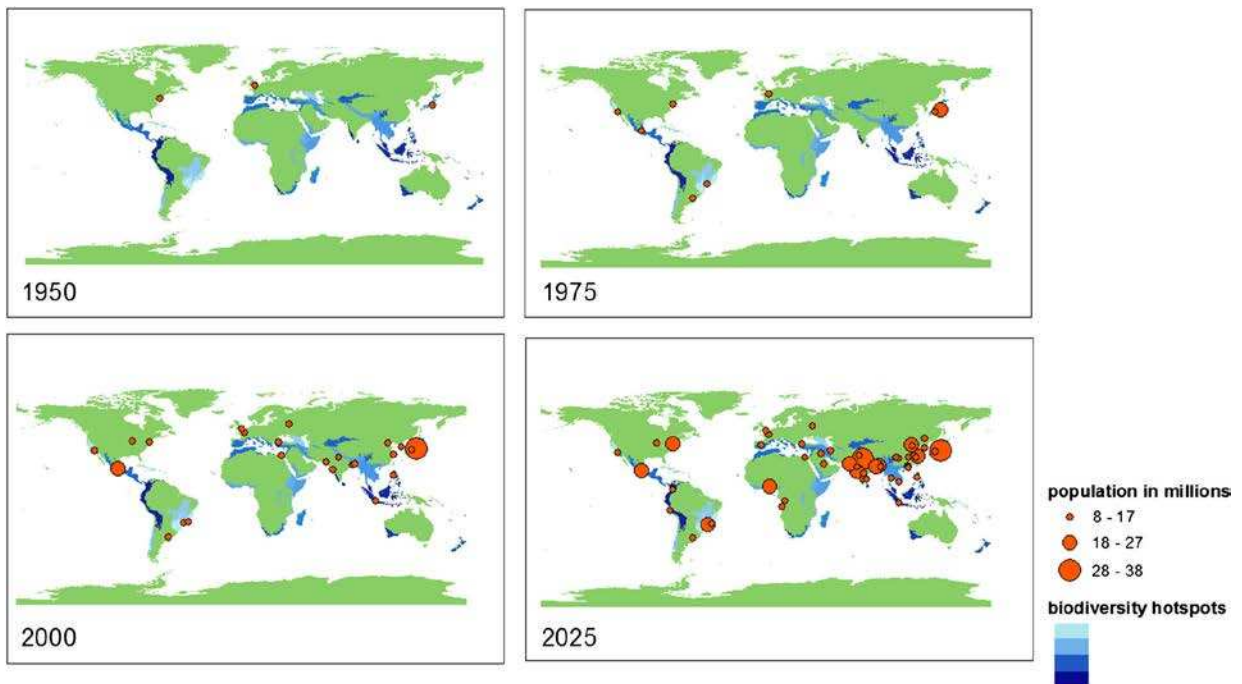 1950
1975
2000
2025
population in millions
8 - 17
18 - 27
28 - 38
biodiversity hotspots